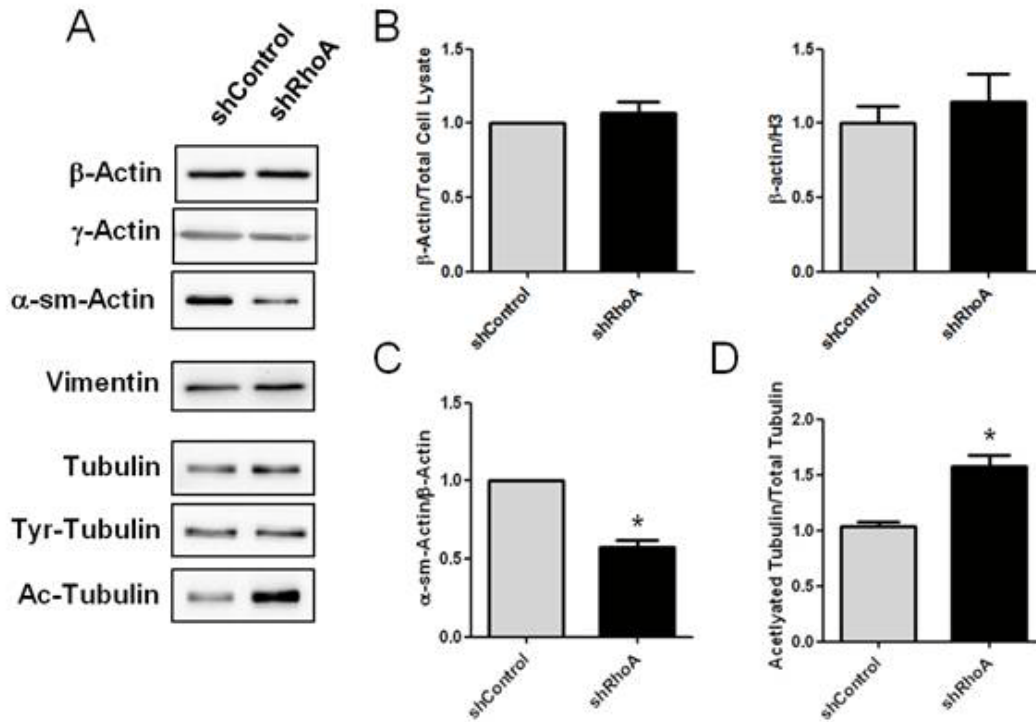 A
shControl
shRhoA
β-Actin
γ-Actin
α-sm-Actin
Vimentin
Tubulin
Tyr-Tubulin
Ac-Tubulin
B
β-Actin/Total Cell Lysate
1.5
1.0
0.5
0.0
shControl
shRhoA
β-actin/H3
1.5
1.0
0.5
0.0
shControl
shRhoA
C
α-sm-Actin/β-Actin
1.5
1.0
0.5
0.0
*
shControl
shRhoA
D
Acetlyated Tubulin/Total Tubulin
2.0
1.5
1.0
0.5
0.0
*
shControl
shRhoA